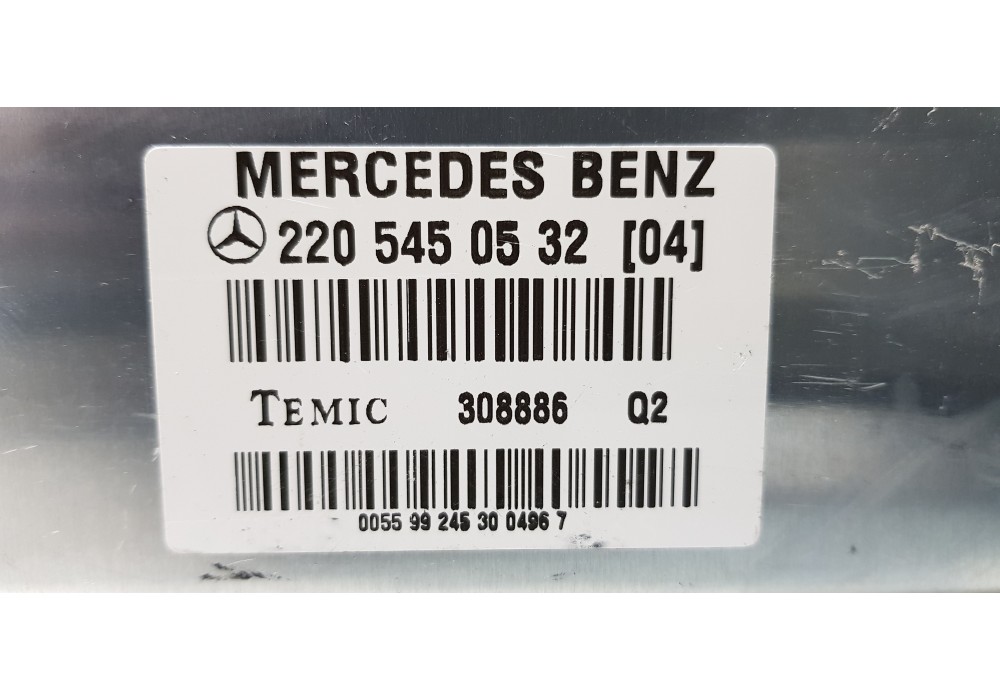 MERCEDES BENZ
220 545 05 32 [04]
TEMIC 308886 Q2
0055 99 245 30 0496 7